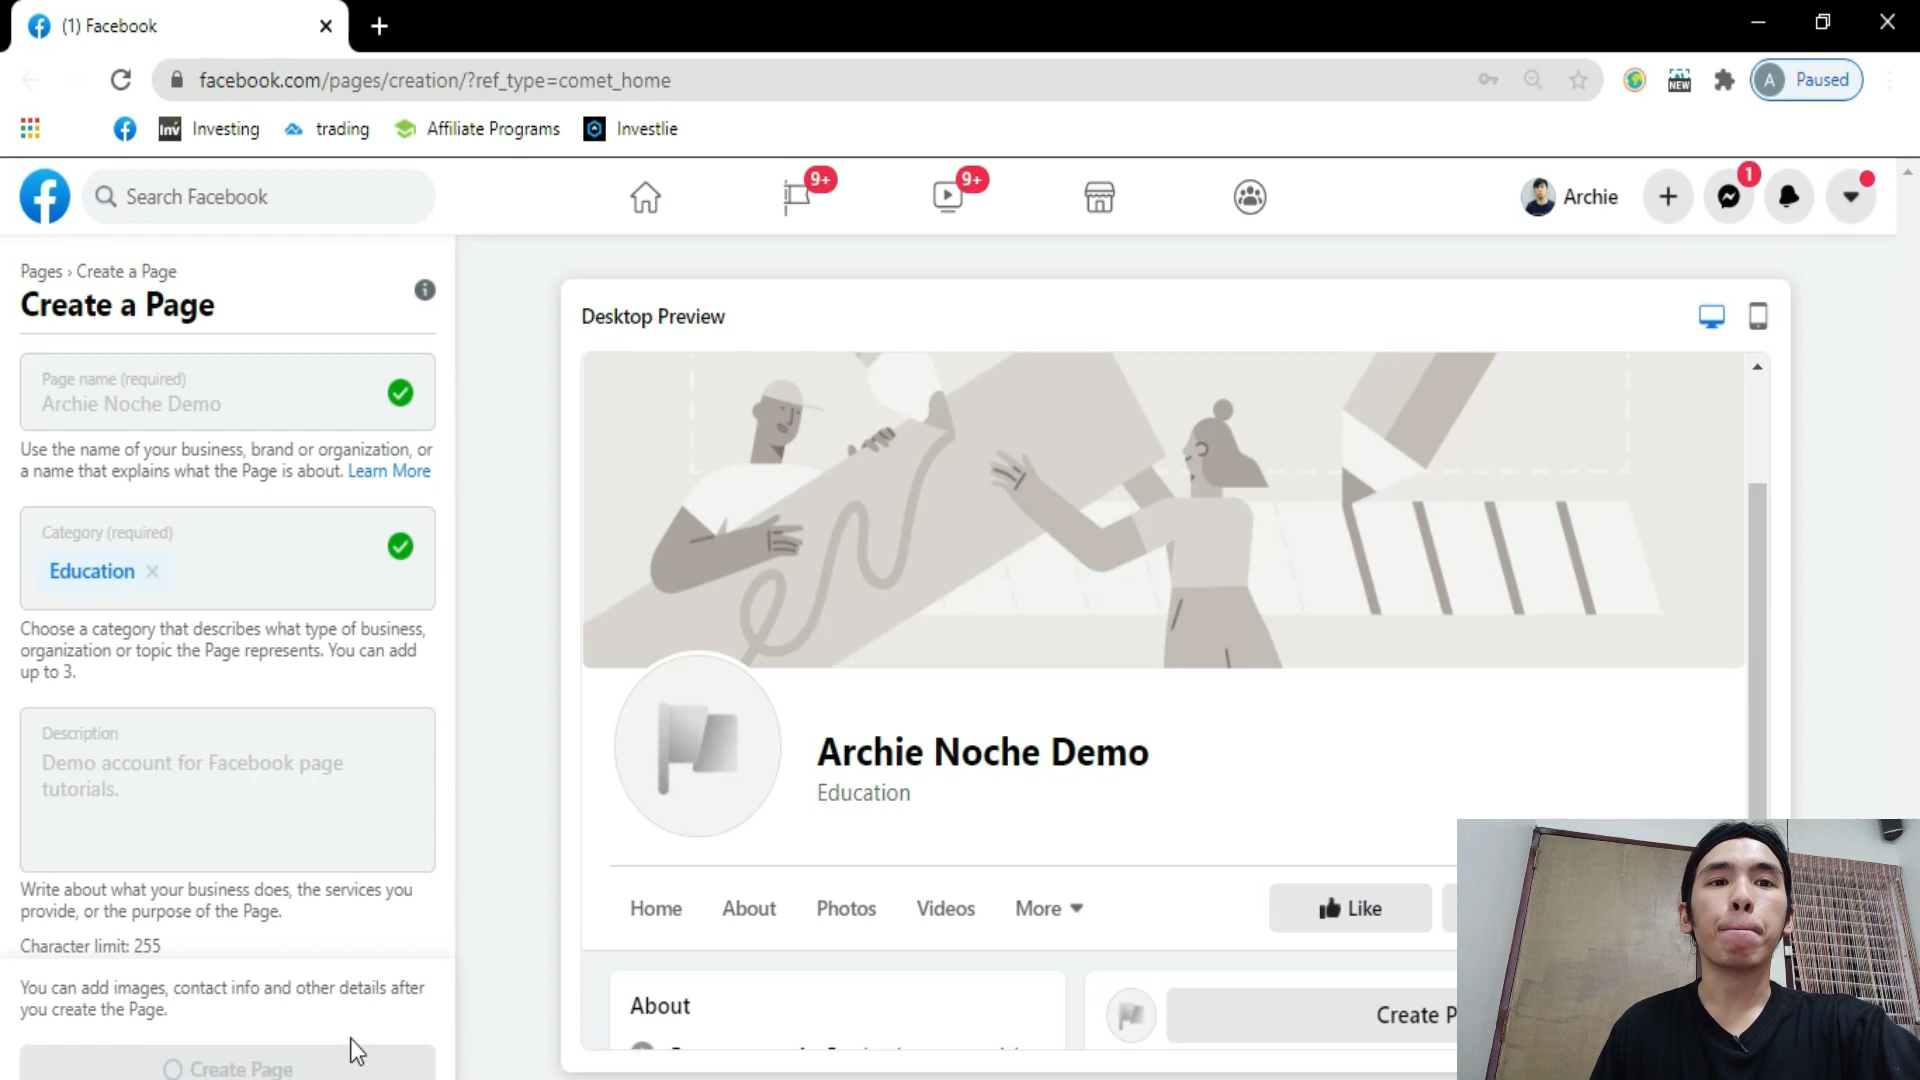 (1) Facebook
facebook.com/pages/creation/?ref_type=comet_home
NEW
A Paused
Inv Investing
trading
Affiliate Programs
Investlie
Search Facebook
9+
9+
Archie
1
Pages › Create a Page
Create a Page
Page name (required)
Archie Noche Demo
Use the name of your business, brand or organization, or
a name that explains what the Page is about. Learn More
Category (required)
Education
Choose a category that describes what type of business,
organization or topic the Page represents. You can add
up to 3.
Description
Demo account for Facebook page
tutorials.
Write about what your business does, the services you
provide, or the purpose of the Page.
Character limit: 255
You can add images, contact info and other details after
you create the Page.
Create Page
Desktop Preview
Archie Noche Demo
Education
Home About Photos Videos More
Like
About
Create P